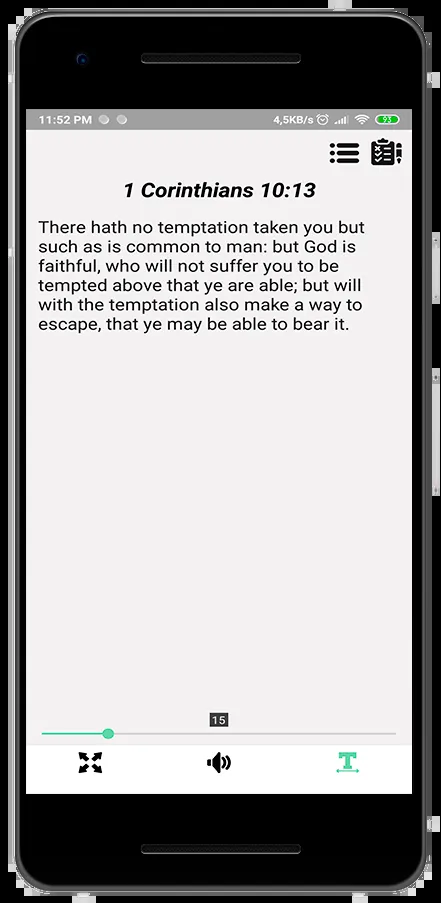 11:52 PM 4,5KB/s 93
1 Corinthians 10:13
There hath no temptation taken you but
such as is common to man: but God is
faithful, who will not suffer you to be
tempted above that ye are able; but will
with the temptation also make a way to
escape, that ye may be able to bear it.
15
T